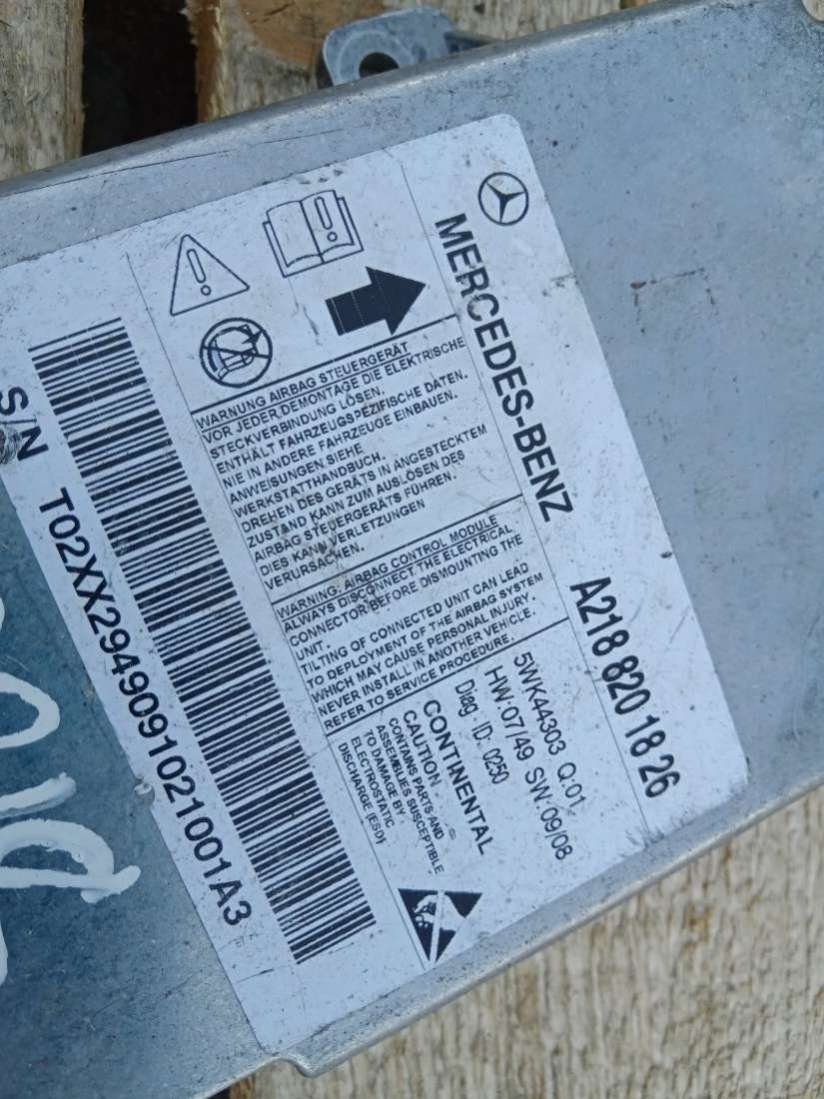 MERCEDES-BENZ
A218 820 18 26
WARNUNG AIRBAG STEUERGERÄT
VOR JEDER DEMONTAGE DIE ELEKTRISCHE
STECKVERBINDUNG LÖSEN.
ENTHÄLT FAHRZEUGSPEZIFISCHE DATEN.
NIE IN ANDERE FAHRZEUGE EINBAUEN.
ANWEISUNGEN SIEHE
WERKSTATTHANDBUCH.
DREHEN DES GERÄTS IN ANGESTECKTEM
ZUSTAND KANN ZUM AUSLÖSEN DES
AIRBAG STEUERGERÄTS FÜHREN.
DIES KANN VERLETZUNGEN
VERURSACHEN.
WARNING: AIRBAG CONTROL MODULE
ALWAYS DISCONNECT THE ELECTRICAL
CONNECTOR BEFORE DISMOUNTING THE
UNIT.
TILTING OF CONNECTED UNIT CAN LEAD
TO DEPLOYMENT OF THE AIRBAG SYSTEM
WHICH MAY CAUSE PERSONAL INJURY.
NEVER INSTALL IN ANOTHER VEHICLE.
REFER TO SERVICE PROCEDURE.
5WK44303 Q:01
HW:07/49 SW:09/08
Diag. ID: 0250
CONTINENTAL
CAUTION
CONTAINS PARTS AND
ASSEMBLIES SUSCEPTIBLE
TO DAMAGE BY
ELECTROSTATIC
DISCHARGE (ESD)
S/N T02XX2949091021001A3